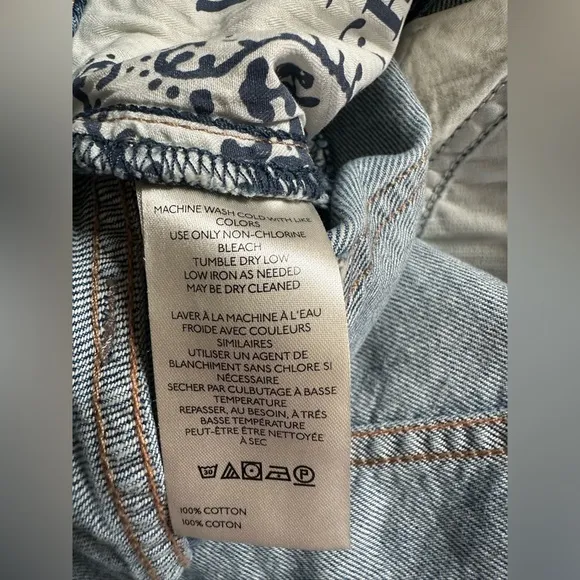 MACHINE WASH COLD WITH LIKE
COLORS
USE ONLY NON-CHLORINE
BLEACH
TUMBLE DRY LOW
LOW IRON AS NEEDED
MAY BE DRY CLEANED
LAVER À LA MACHINE À L'EAU
FROIDE AVEC COULEURS
SIMILAIRES
UTILISER UN AGENT DE
BLANCHIMENT SANS CHLORE SI
NÉCESSAIRE
SECHER PAR CULBUTAGE À BASSE
TEMPERATURE
REPASSER, AU BESOIN, À TRÉS
BASSE TEMPÉRATURE
PEUT-ÊTRE ÊTRE NETTOYÉE
À SEC
30 P
100% COTTON
100% COTON